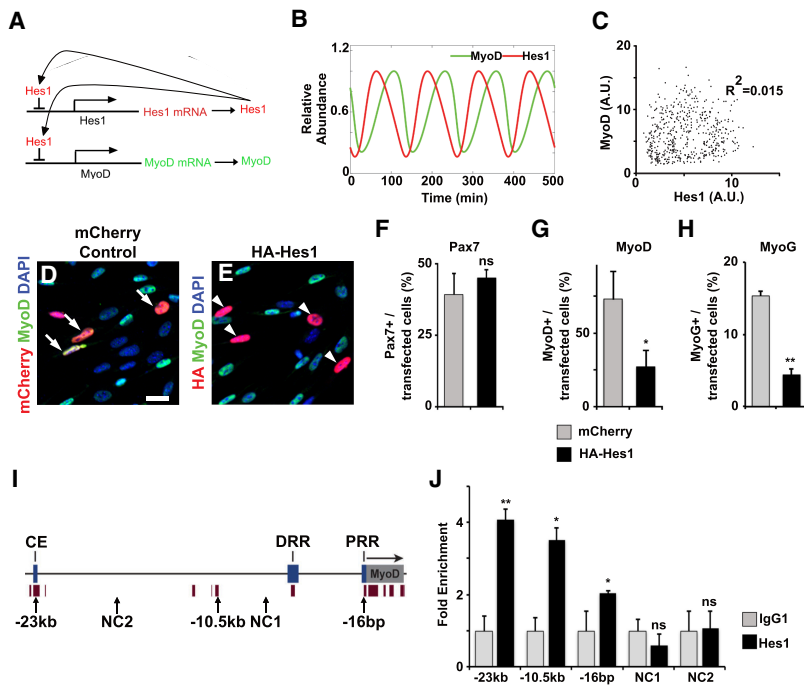 A
Hes1
Hes1
Hes1 mRNA
Hes1
Hes1
MyoD
MyoD mRNA
MyoD
B
MyoD
Hes1
Relative
Abundance
1.2
0.6
0
0
100
200
300
400
500
Time (min)
C
MyoD (A.U.)
20
10
0
0
10
Hes1 (A.U.)
R2=0.015
mCherry
Control
D
mCherry MyoD DAPI
HA-Hes1
E
HA MyoD DAPI
F
Pax7
Pax7+ /
transfected cells (%)
50
25
0
ns
G
MyoD
MyoD+ /
transfected cells (%)
50
0
*
H
MyoG
MyoG+ /
transfected cells (%)
20
10
0
**
mCherry
HA-Hes1
I
CE
DRR
PRR
MyoD
-23kb
NC2
-10.5kb
NC1
-16bp
J
Fold Enrichment
4
2
0
**
*
*
ns
ns
-23kb
-10.5kb
-16bp
NC1
NC2
IgG1
Hes1